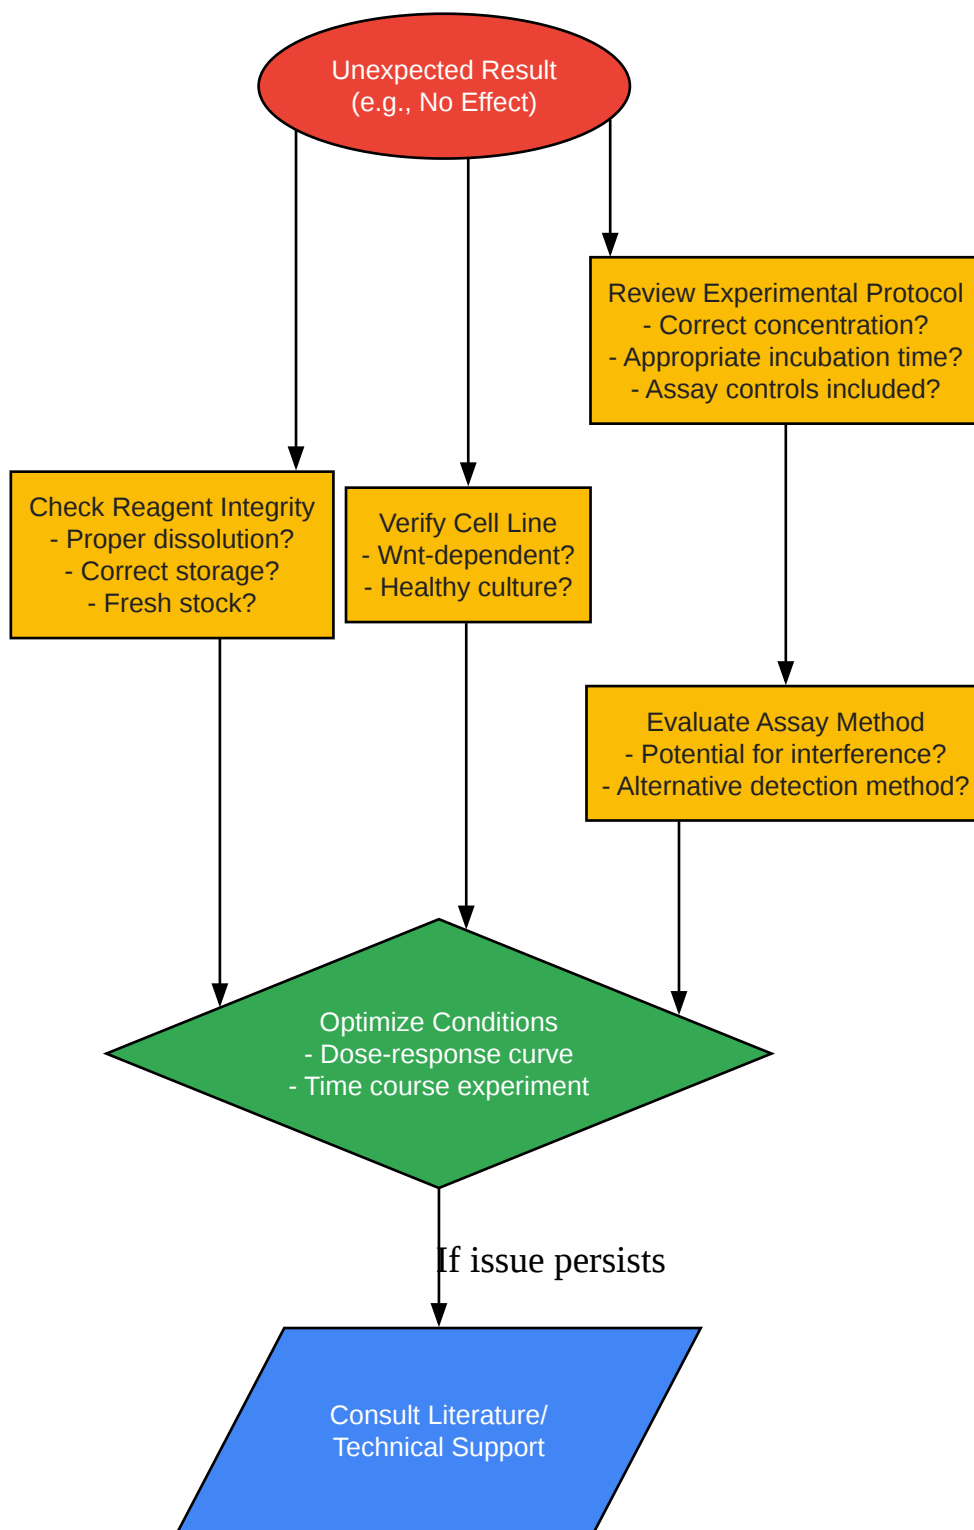 Unexpected Result
(e.g., No Effect)
Review Experimental Protocol
- Correct concentration?
- Appropriate incubation time?
- Assay controls included?
Check Reagent Integrity
- Proper dissolution?
- Correct storage?
- Fresh stock?
Verify Cell Line
- Wnt-dependent?
- Healthy culture?
Evaluate Assay Method
- Potential for interference?
- Alternative detection method?
Optimize Conditions
- Dose-response curve
- Time course experiment
If issue persists
Consult Literature/
Technical Support